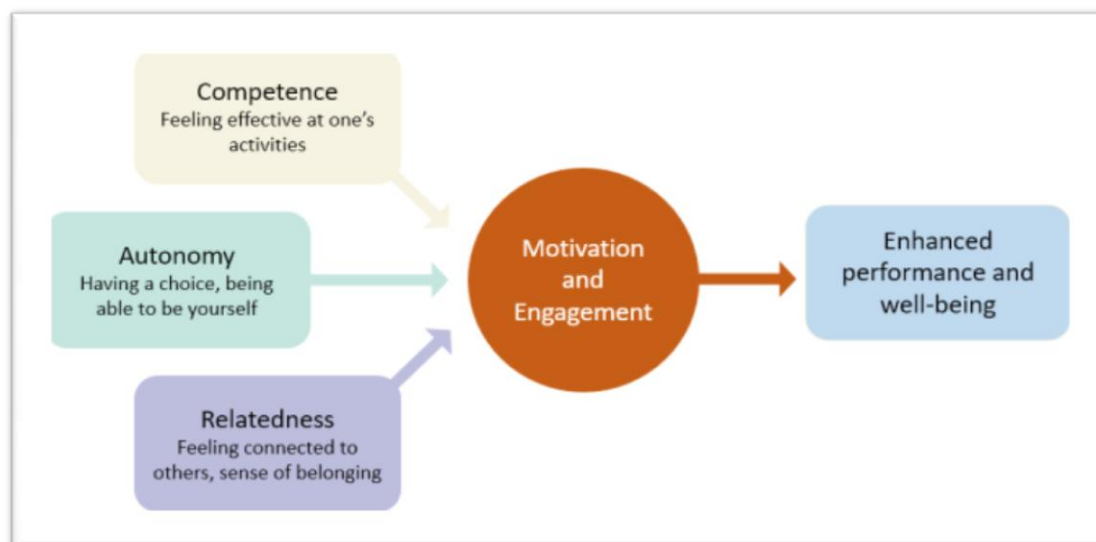 Competence
Feeling effective at one's
activities
Autonomy
Having a choice, being
able to be yourself
Relatedness
Feeling connected to
others, sense of belonging
Motivation
and
Engagement
Enhanced
performance and
well-being